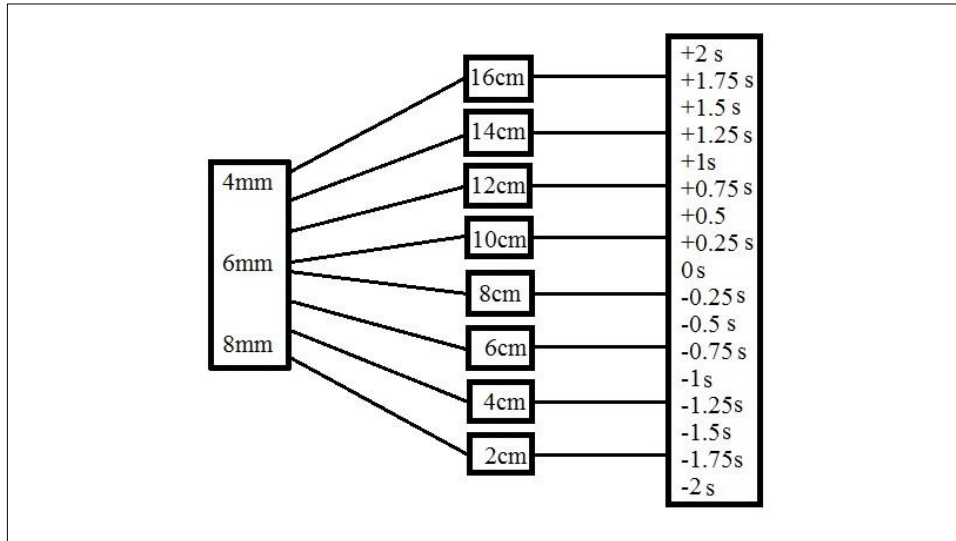 4mm
6mm
8mm
16cm
14cm
12cm
10cm
8cm
6cm
4cm
2cm
+2 s
+1.75 s
+1.5 s
+1.25 s
+1s
+0.75 s
+0.5
+0.25 s
0s
-0.25 s
-0.5 s
-0.75 s
-1s
-1.25s
-1.5s
-1.75s
-2 s